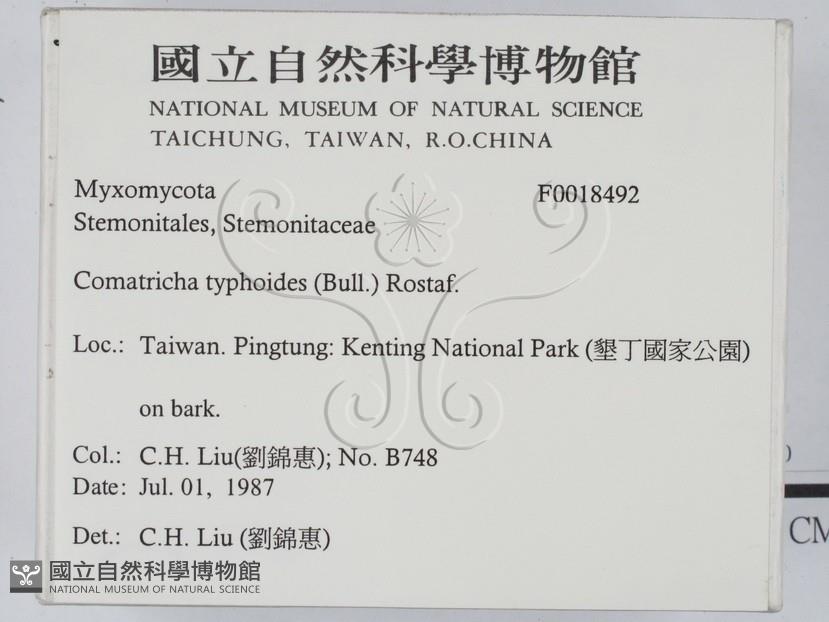 國立自然科學博物館
NATIONAL MUSEUM OF NATURAL SCIENCE
TAICHUNG, TAIWAN, R.O.CHINA
Myxomycota F0018492
Stemonitales, Stemonitaceae
Comatricha typhoides (Bull.) Rostaf.
Loc.: Taiwan. Pingtung: Kenting National Park (墾丁國家公園)
on bark.
Col.: C.H. Liu(劉錦惠); No. B748
Date: Jul. 01, 1987
Det.: C.H. Liu (劉錦惠)
國立自然科學博物館
NATIONAL MUSEUM OF NATURAL SCIENCE
CM